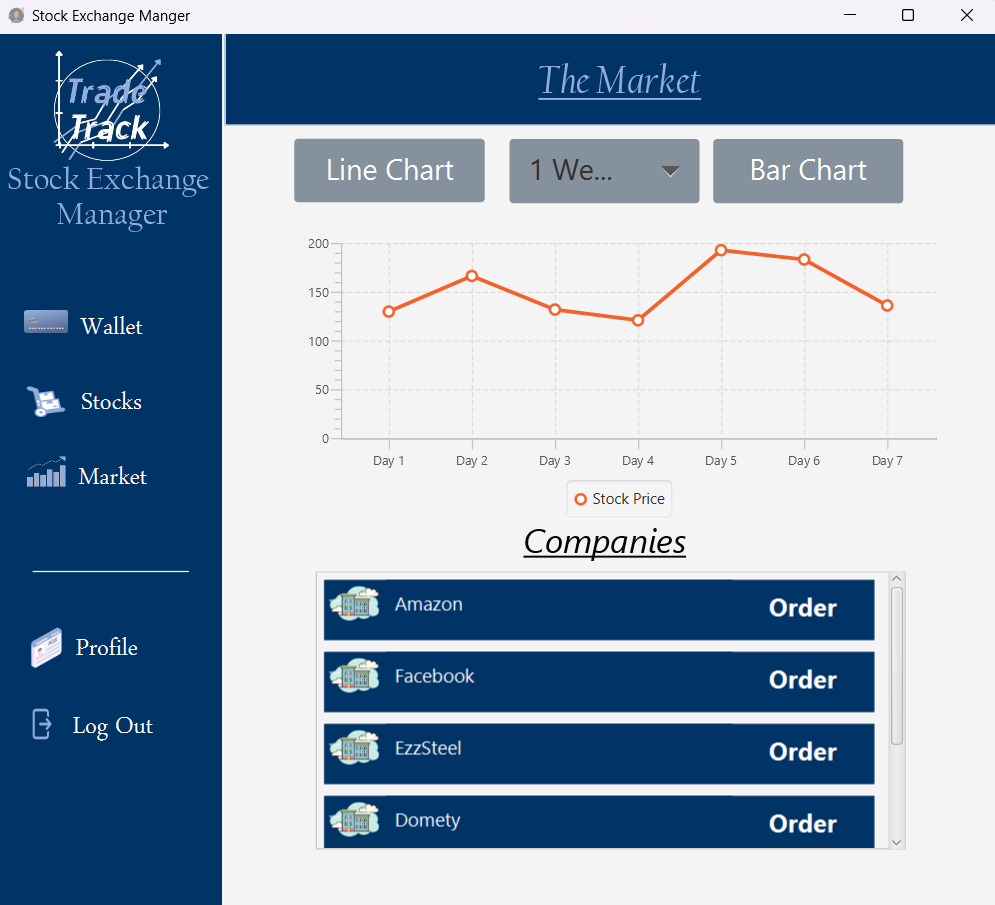 Stock Exchange Manger
Trade
Track
Stock Exchange
Manager
Wallet
Stocks
Market
Profile
Log Out
The Market
Line Chart
1 We...
Bar Chart
200
150
100
50
0
Day 1 Day 2 Day 3 Day 4 Day 5 Day 6 Day 7
Stock Price
Companies
Amazon Order
Facebook Order
EzzSteel Order
Domety Order